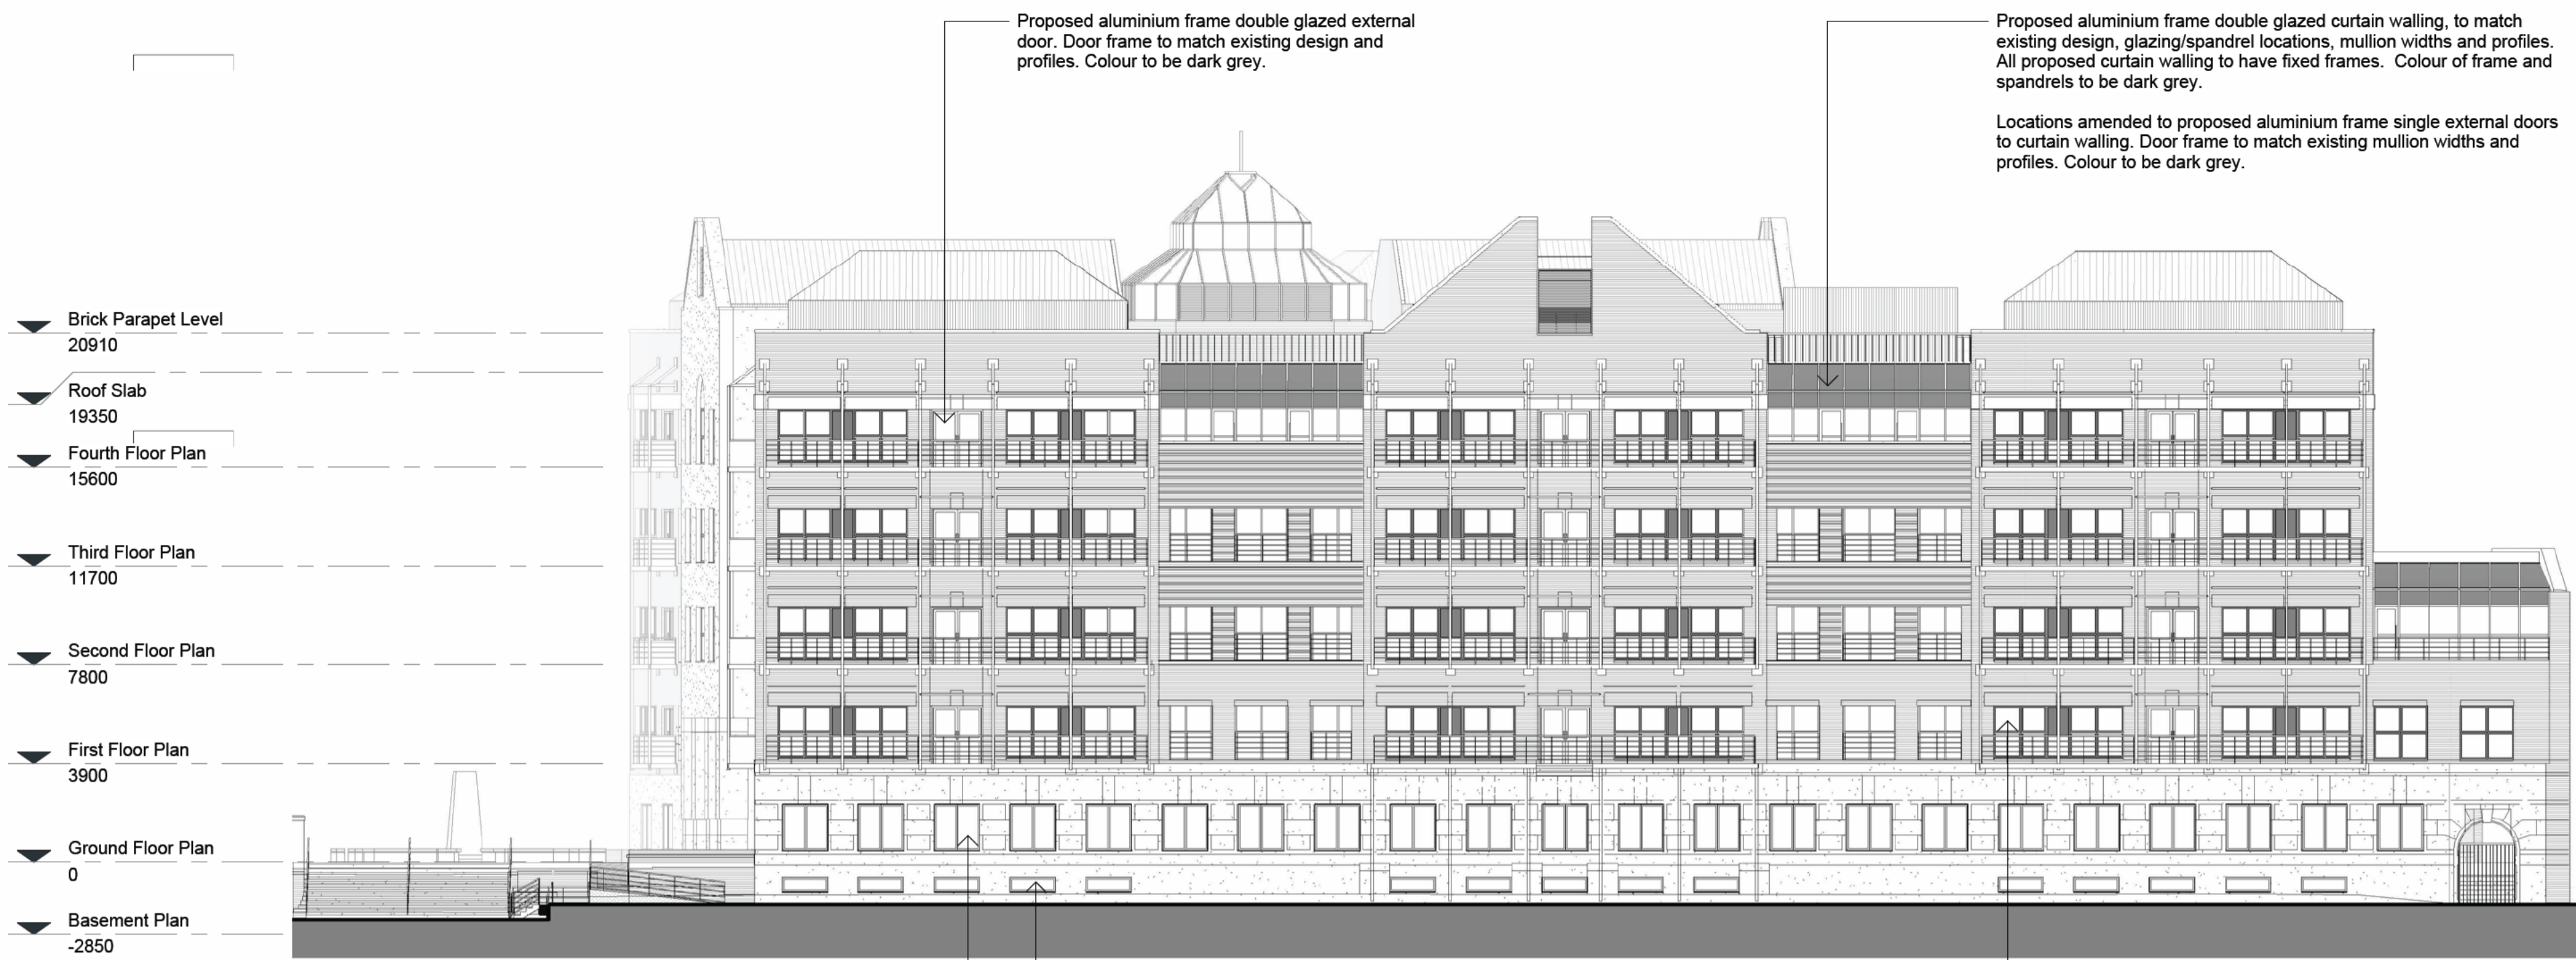 Proposed aluminium frame double glazed external
door. Door frame to match existing design and
profiles. Colour to be dark grey.
Proposed aluminium frame double glazed curtain walling, to match
existing design, glazing/spandrel locations, mullion widths and profiles.
All proposed curtain walling to have fixed frames.  Colour of frame and
spandrels to be dark grey.
Locations amended to proposed aluminium frame single external doors
to curtain walling. Door frame to match existing mullion widths and
profiles. Colour to be dark grey.
Brick Parapet Level
20910
Roof Slab
19350
Fourth Floor Plan
15600
Third Floor Plan
11700
Second Floor Plan
7800
First Floor Plan
3900
Ground Floor Plan
0
Basement Plan
-2850